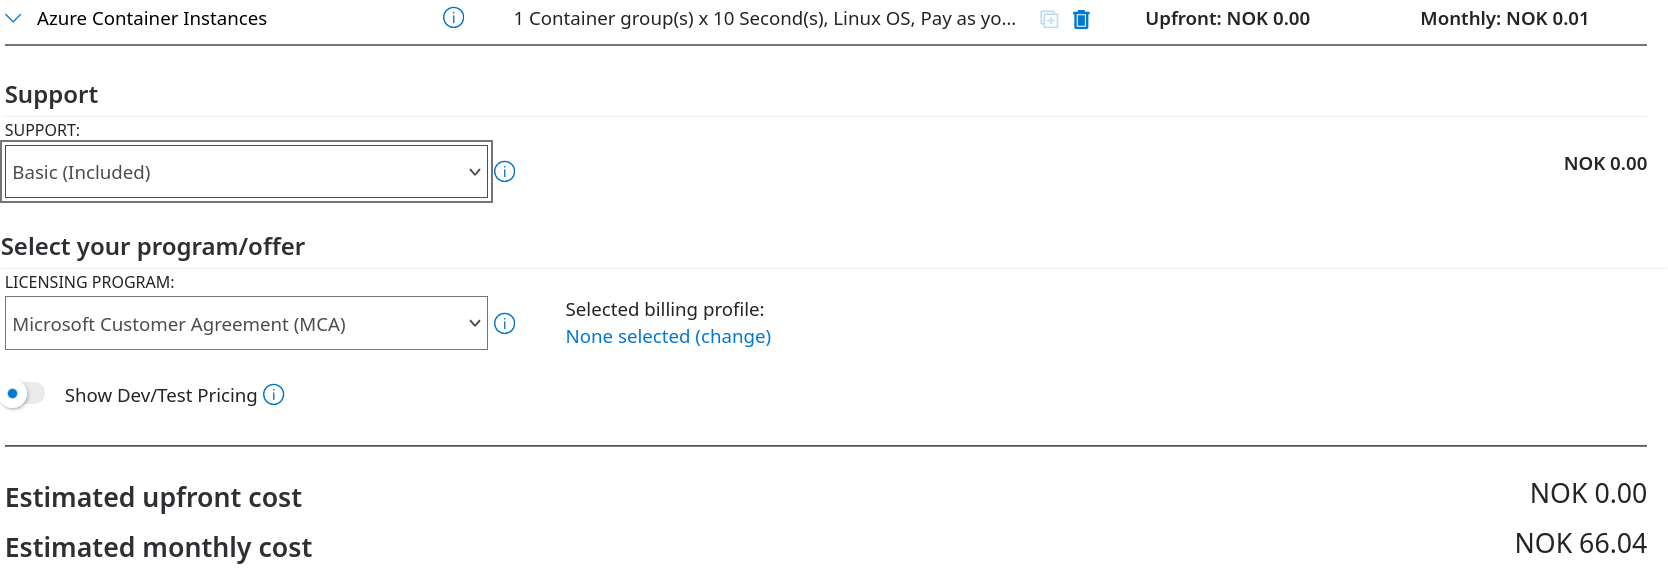 Azure Container Instances 1 Container group(s) x 10 Second(s), Linux OS, Pay as yo... Upfront: NOK 0.00 Monthly: NOK 0.01
Support
SUPPORT:
Basic (Included)
NOK 0.00
Select your program/offer
LICENSING PROGRAM:
Microsoft Customer Agreement (MCA)
Selected billing profile:
None selected (change)
Show Dev/Test Pricing
Estimated upfront cost NOK 0.00
Estimated monthly cost NOK 66.04